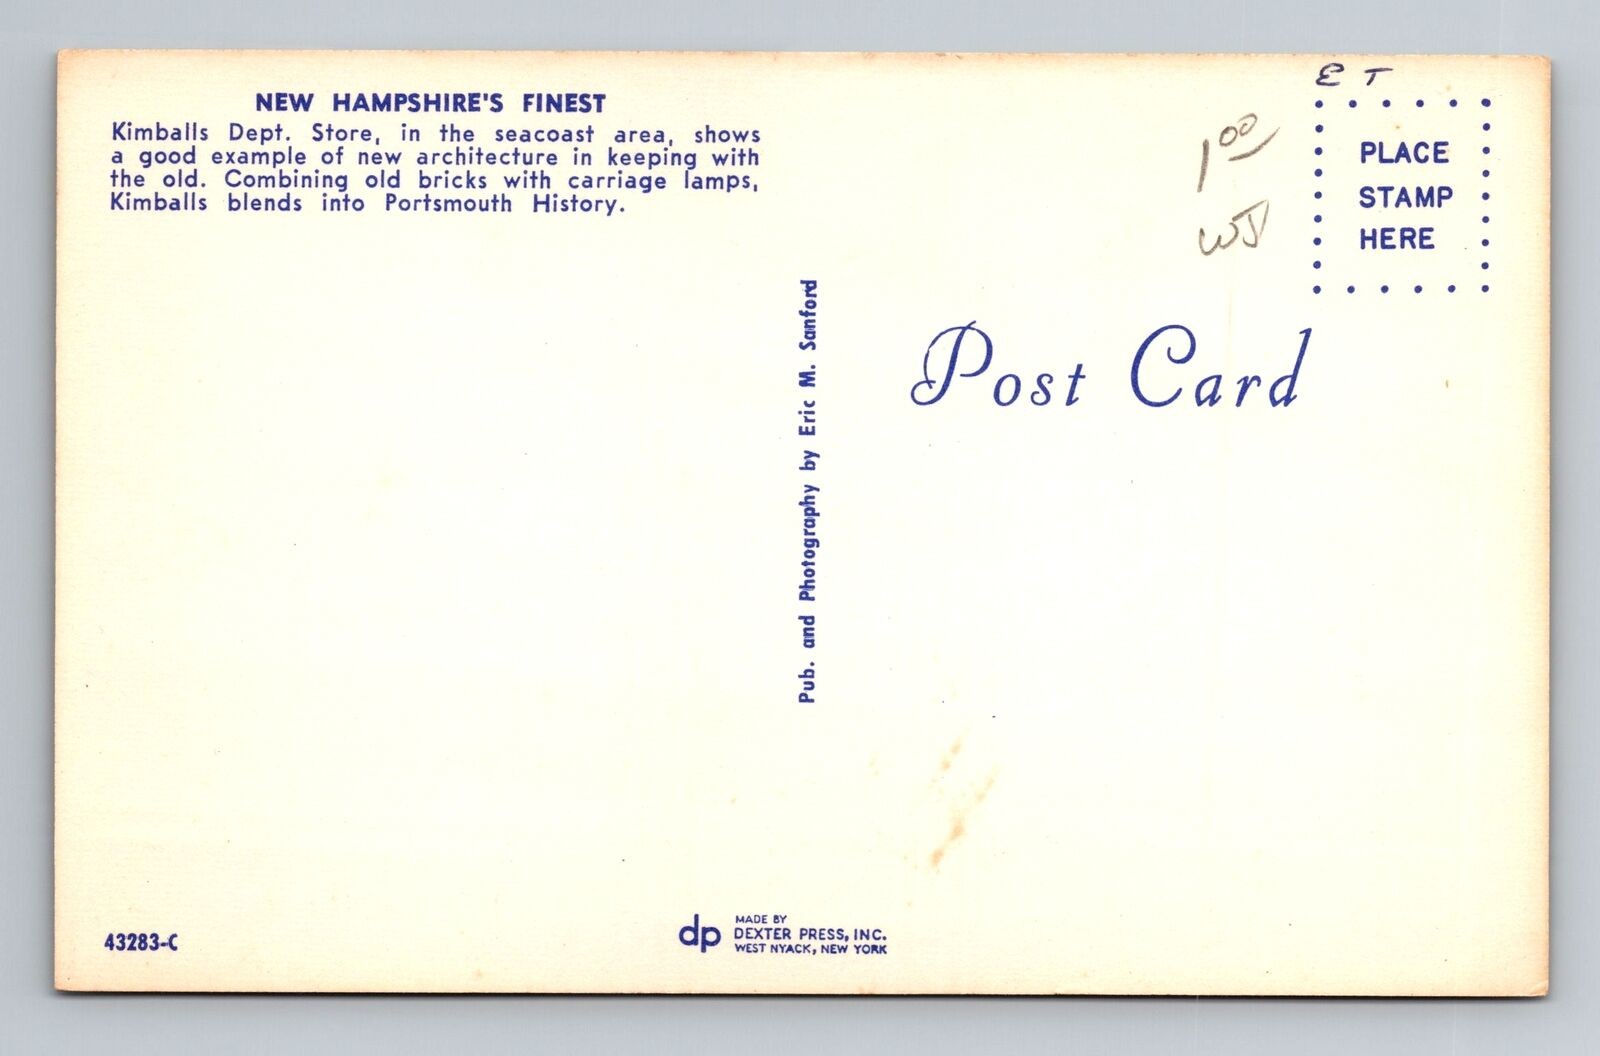 NEW HAMPSHIRE'S FINEST
Kimballs Dept. Store, in the seacoast area, shows
a good example of new architecture in keeping with
the old. Combining old bricks with carriage lamps,
Kimballs blends into Portsmouth History.
E T
1.00
WJ
PLACE
STAMP
HERE
Pub. and Photography by Eric M. Sanford
Post Card
43283-C
dp
MADE BY
DEXTER PRESS, INC.
WEST NYACK, NEW YORK